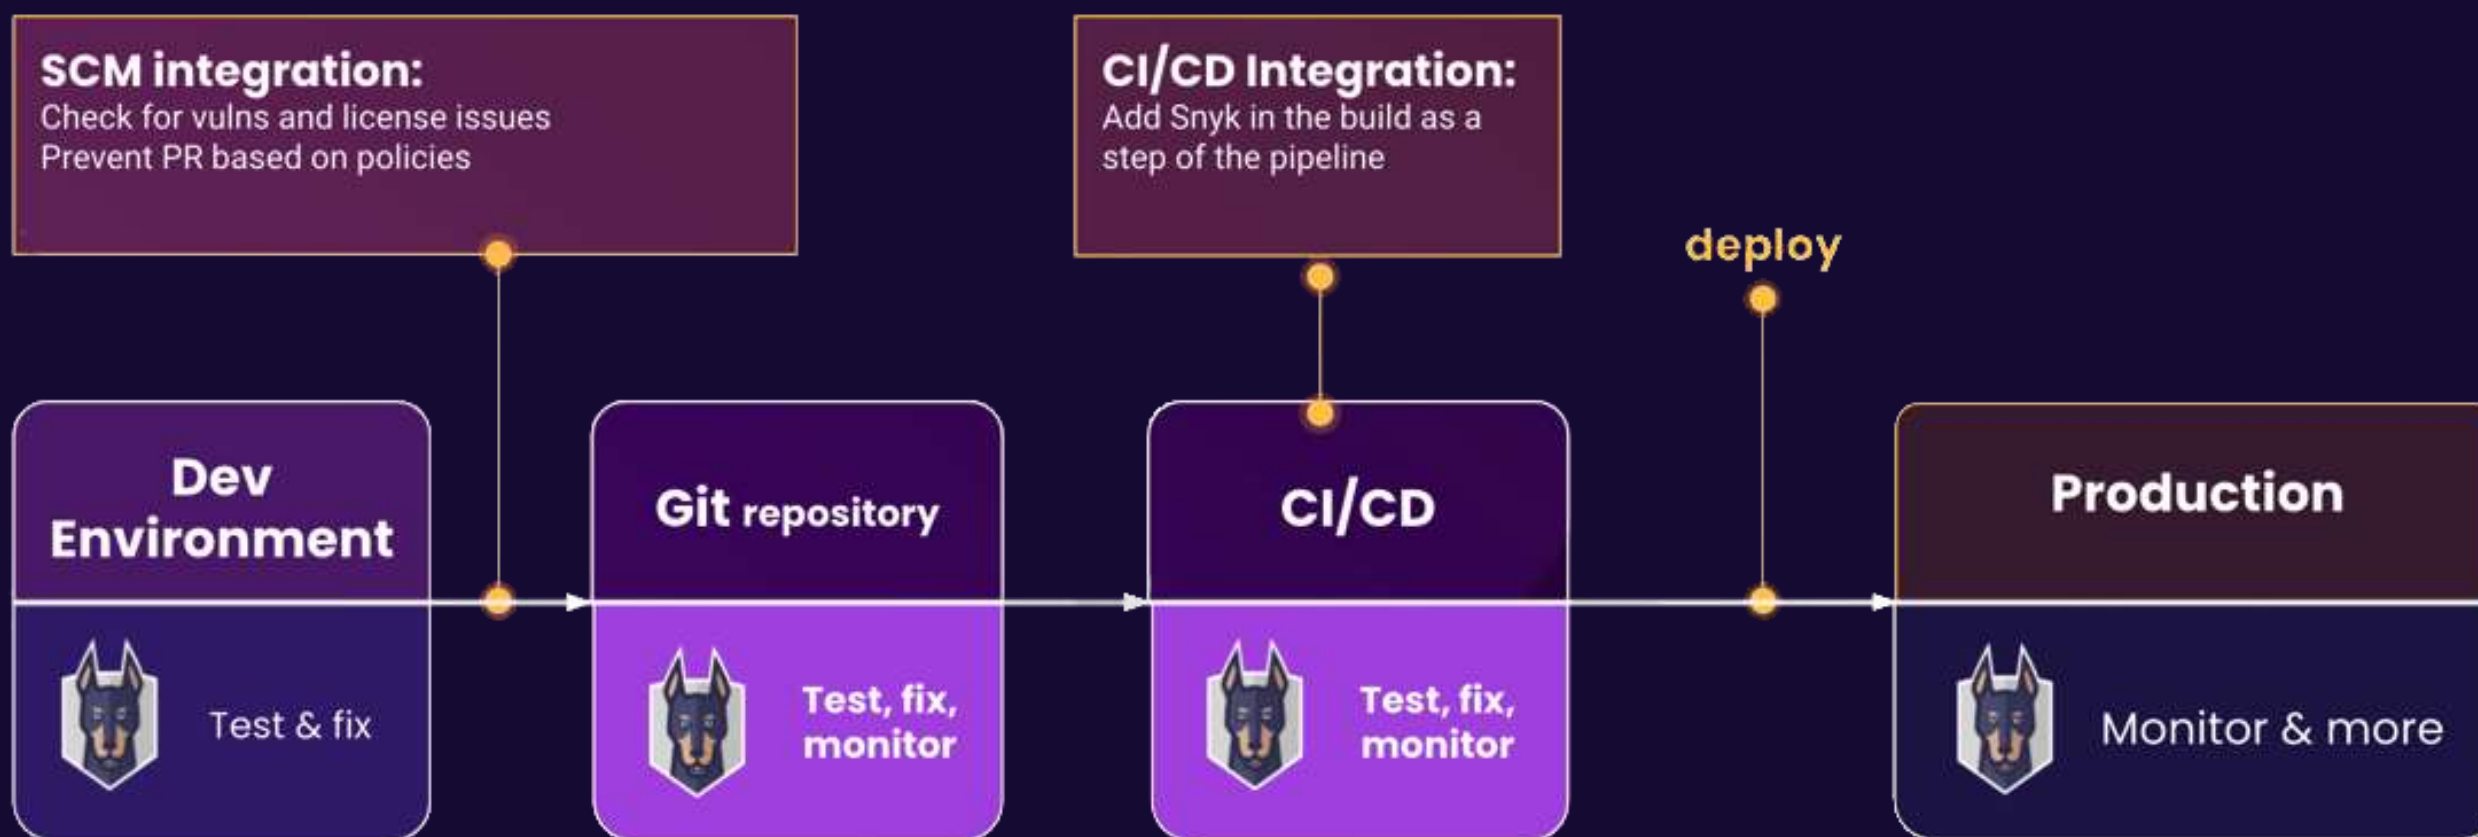 SCM integration:
Check for vulns and license issues
Prevent PR based on policies
CI/CD Integration:
Add Snyk in the build as a
step of the pipeline
deploy
Dev
Environment
Git repository
CI/CD
Production
Test & fix
Test, fix,
monitor
Test, fix,
monitor
Monitor & more